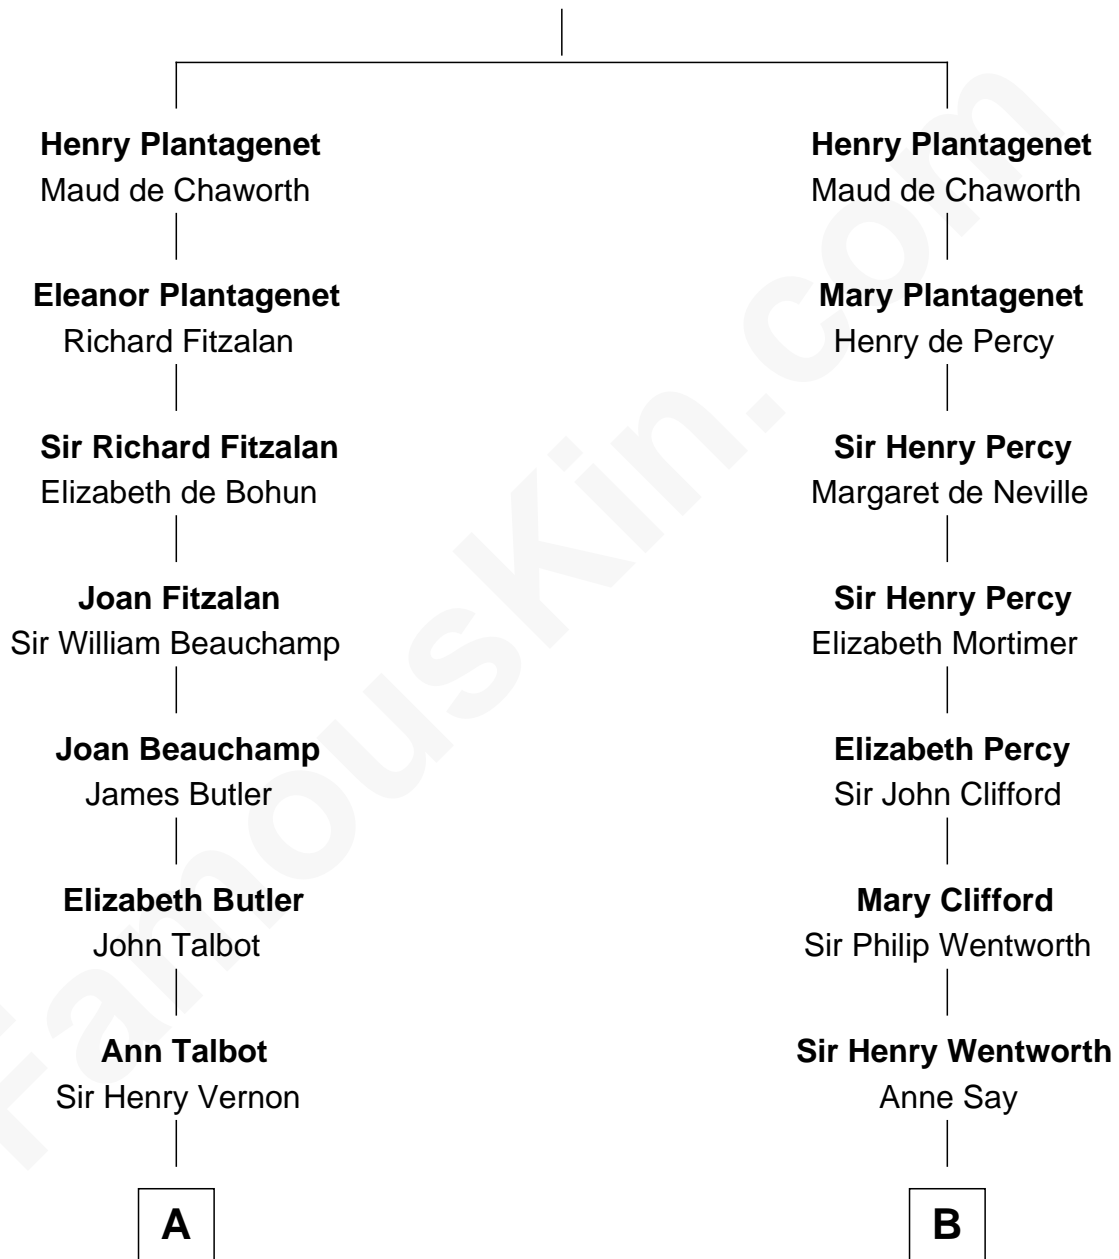 Henry Plantagenet
Maud de Chaworth
Eleanor Plantagenet
Richard Fitzalan
Sir Richard Fitzalan
Elizabeth de Bohun
Joan Fitzalan
Sir William Beauchamp
Joan Beauchamp
James Butler
Elizabeth Butler
John Talbot
Ann Talbot
Sir Henry Vernon
A
Henry Plantagenet
Maud de Chaworth
Mary Plantagenet
Henry de Percy
Sir Henry Percy
Margaret de Neville
Sir Henry Percy
Elizabeth Mortimer
Elizabeth Percy
Sir John Clifford
Mary Clifford
Sir Philip Wentworth
Sir Henry Wentworth
Anne Say
B
FamousKin.com